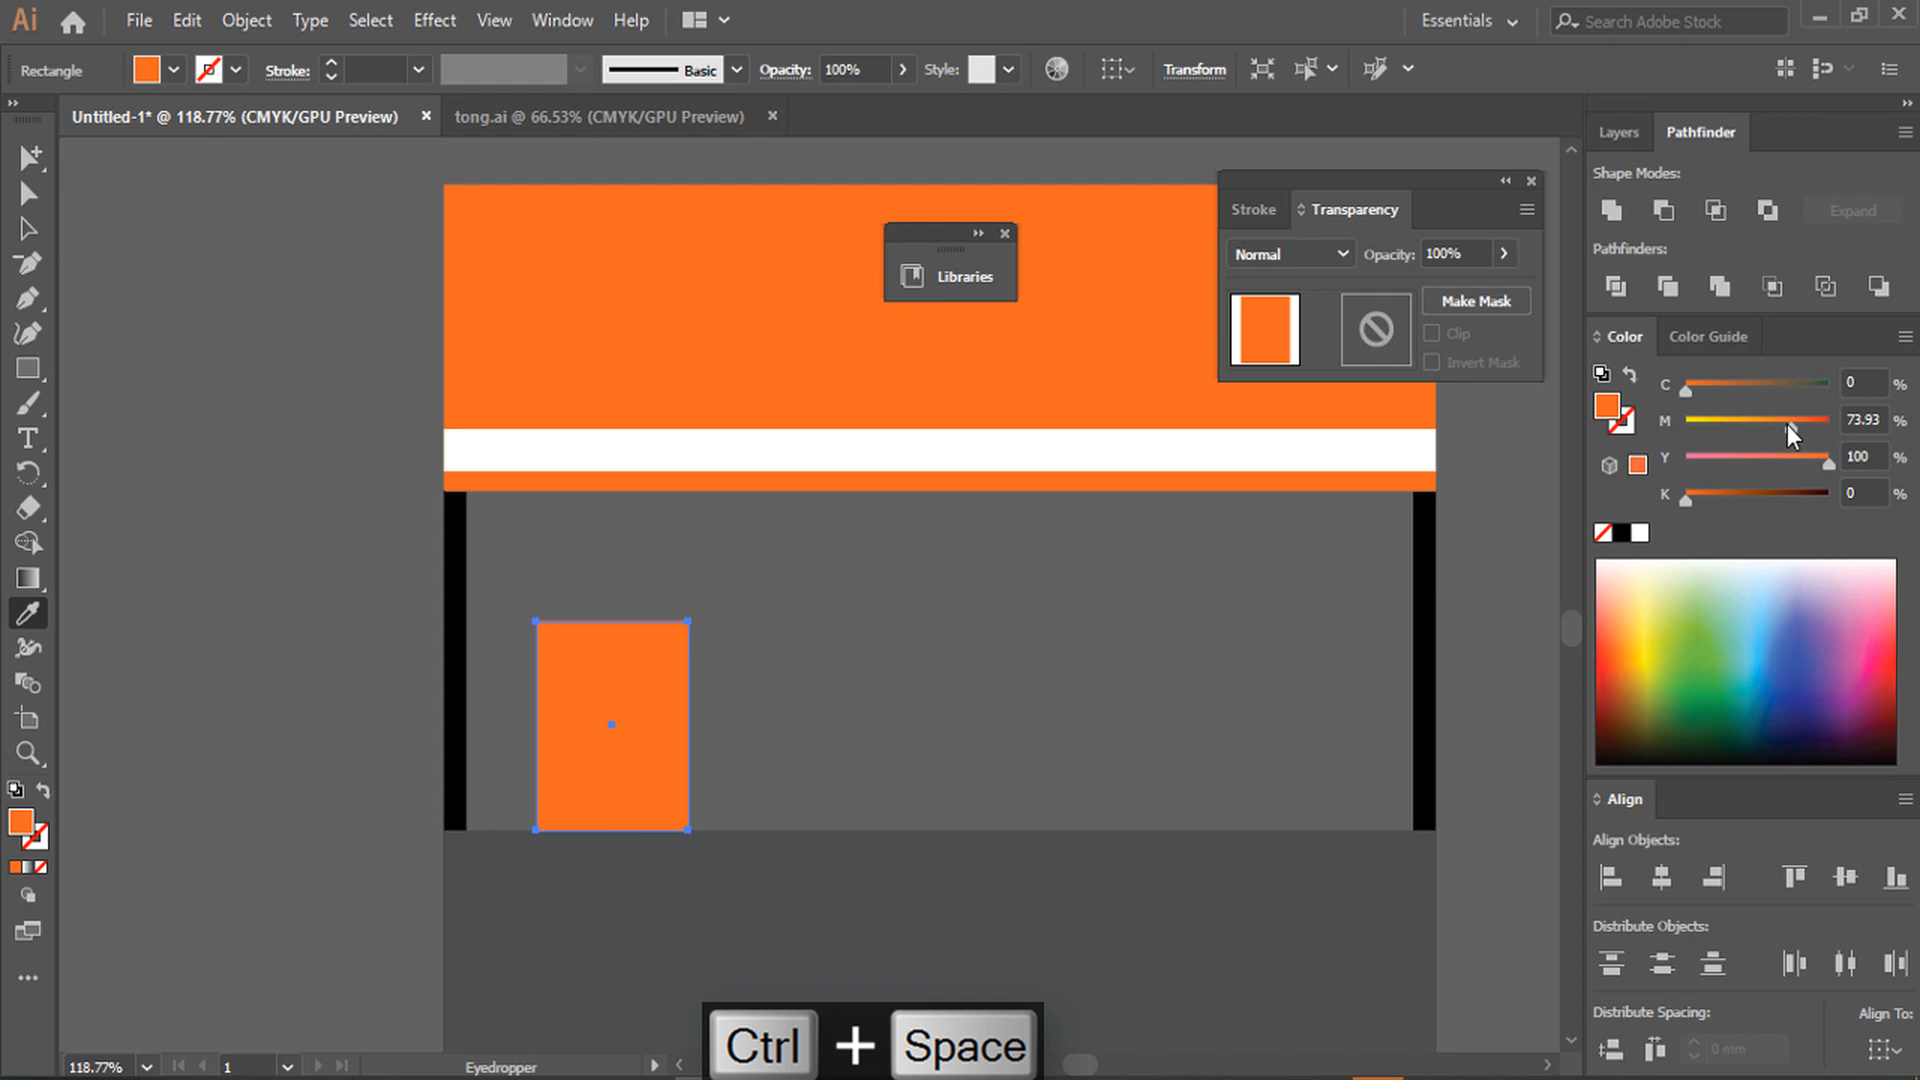 Ai File Edit Object Type Select Effect View Window Help Essentials Search Adobe Stock
Rectangle Stroke: Basic Opacity: 100% Style: Transform
Untitled-1* @ 118.77% (CMYK/GPU Preview) tong.ai @ 66.53% (CMYK/GPU Preview)
Layers Pathfinder
Shape Modes:
Expand
Pathfinders:
Stroke Transparency
Normal Opacity: 100%
Make Mask
Clip
Invert Mask
Libraries
Color Color Guide
C 0 %
M 73.93 %
Y 100 %
K 0 %
Align
Align Objects:
Distribute Objects:
Distribute Spacing: Align To:
0 mm
Ctrl + Space
118.77% 1 Eyedropper